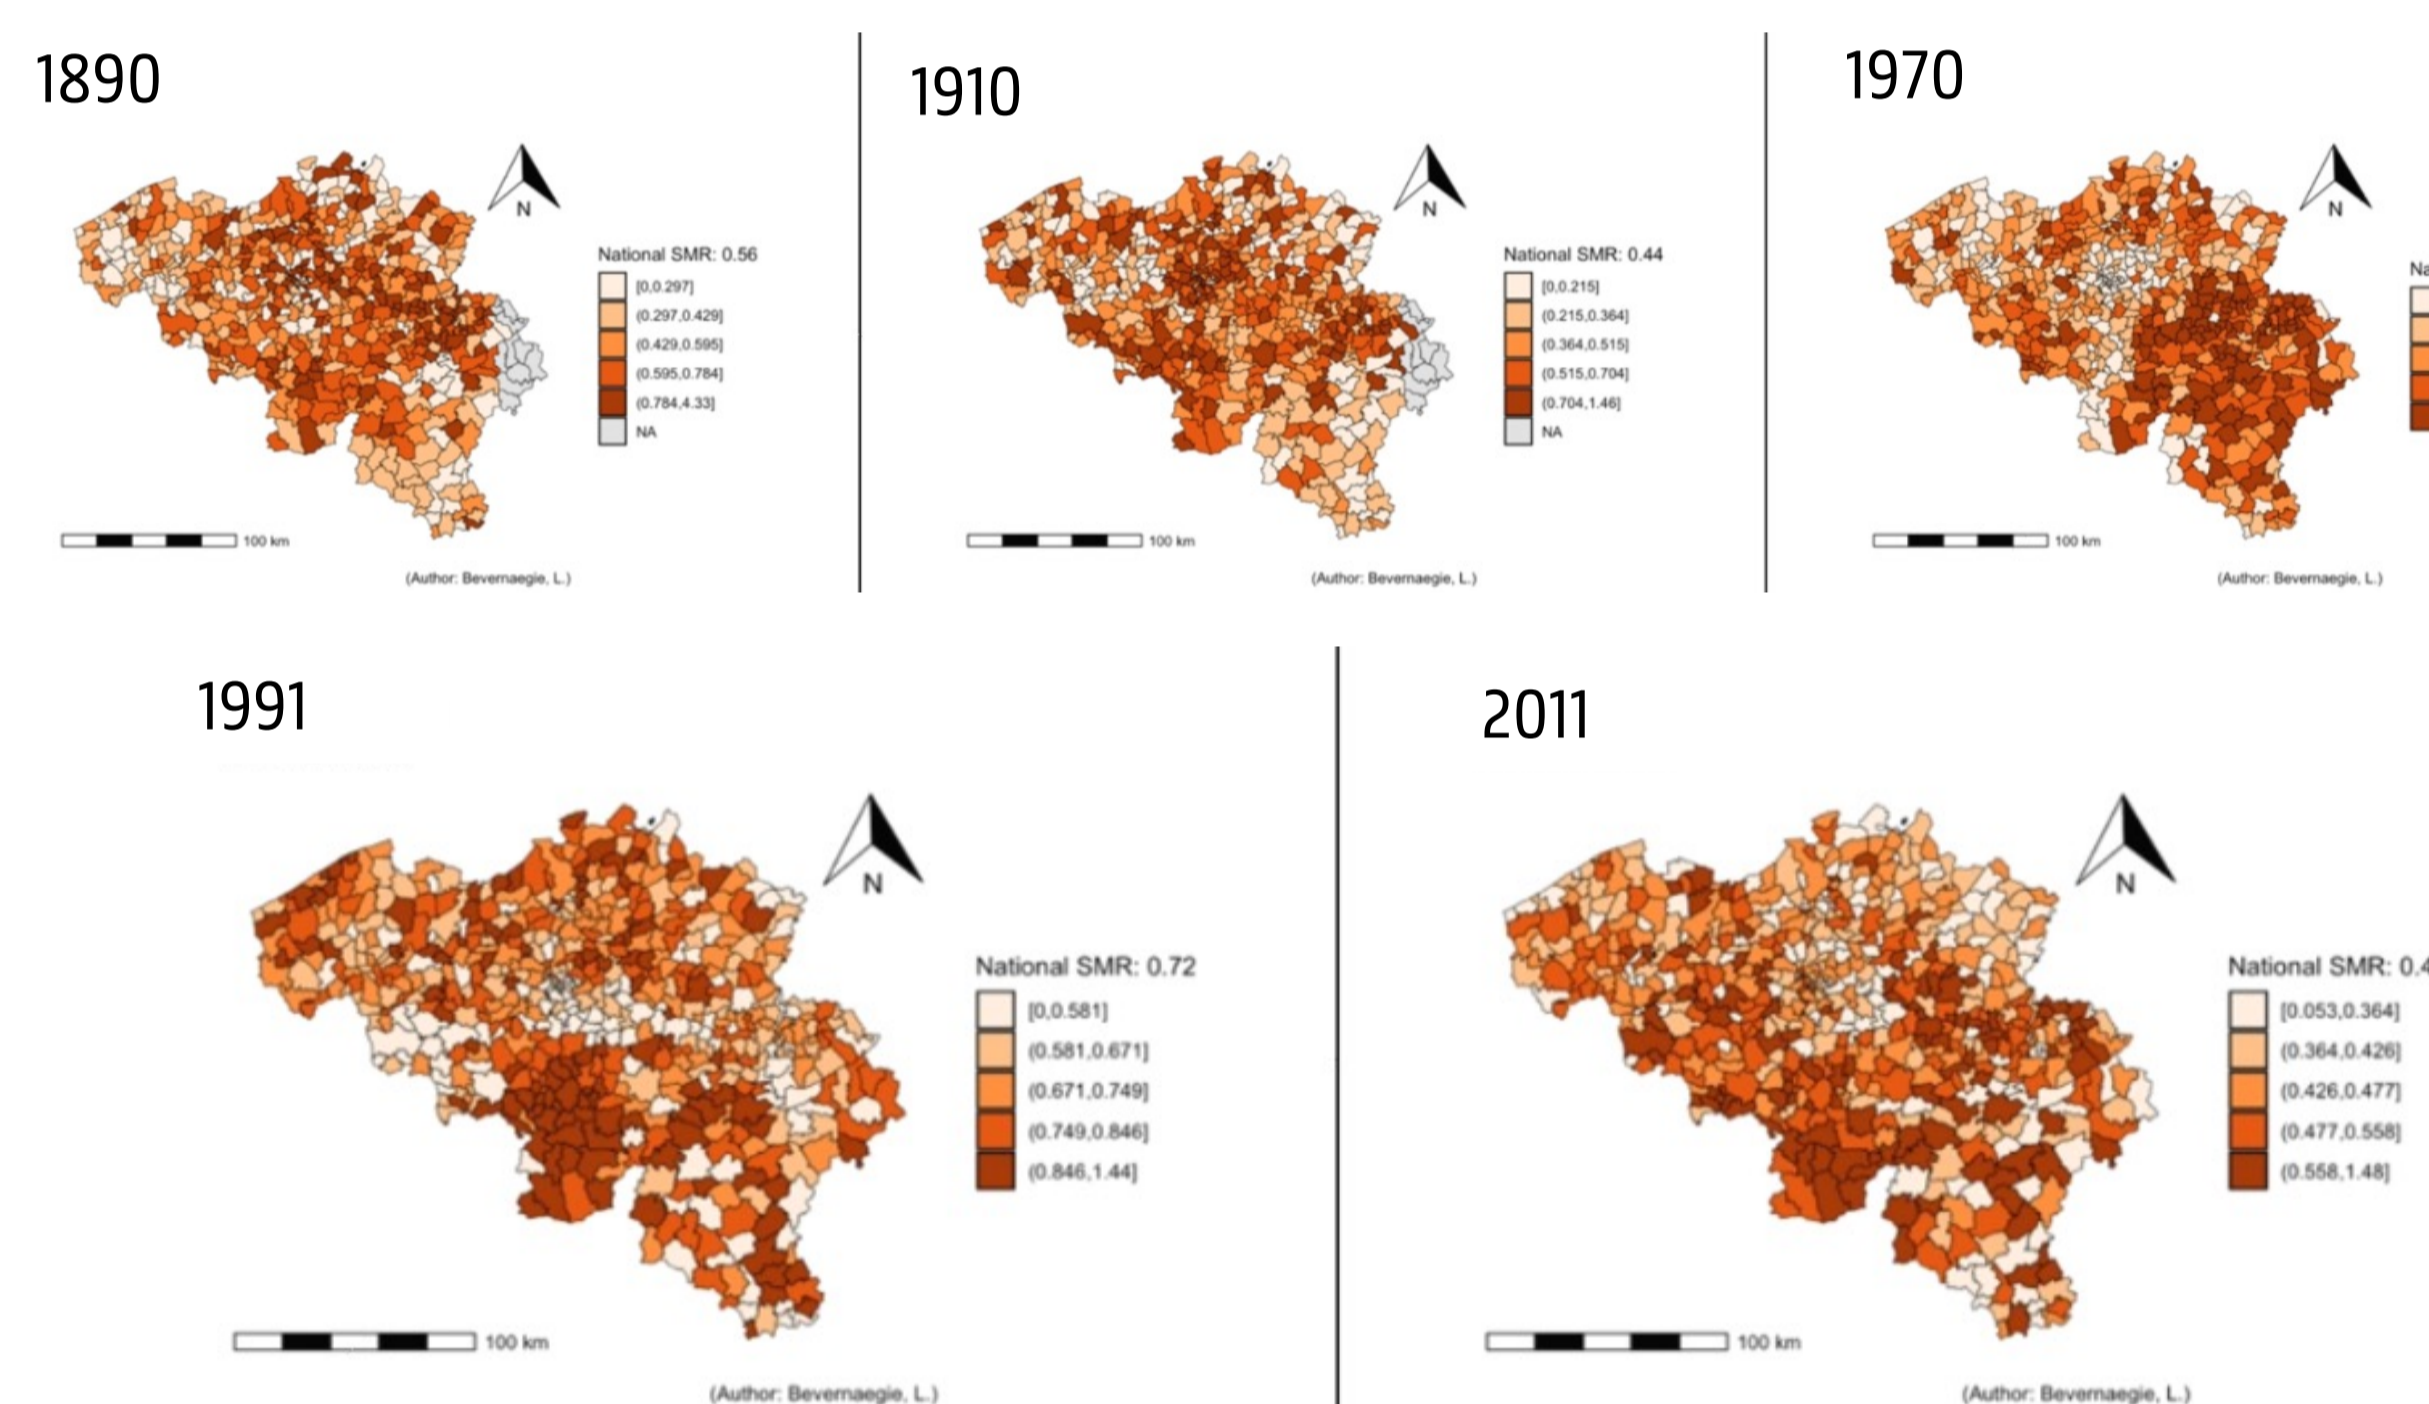 1890
N
National SMR: 0.56
[0,0.297]
(0.297,0.429]
(0.429,0.595]
(0.595,0.784]
(0.784,4.33]
NA
100 km
(Author: Bevernaegie, L.)
1910
N
National SMR: 0.44
[0,0.215]
(0.215,0.364]
(0.364,0.515]
(0.515,0.704]
(0.704,1.46]
NA
100 km
(Author: Bevernaegie, L.)
1970
N
Na
100 km
(Author: Bevernaegie, L.)
1991
N
National SMR: 0.72
[0,0.581]
(0.581,0.671]
(0.671,0.749]
(0.749,0.846]
(0.846,1.44]
100 km
(Author: Bevernaegie, L.)
2011
N
National SMR: 0.4
[0.053,0.364]
(0.364,0.426]
(0.426,0.477]
(0.477,0.558]
(0.558,1.48]
100 km
(Author: Bevernaegie, L.)